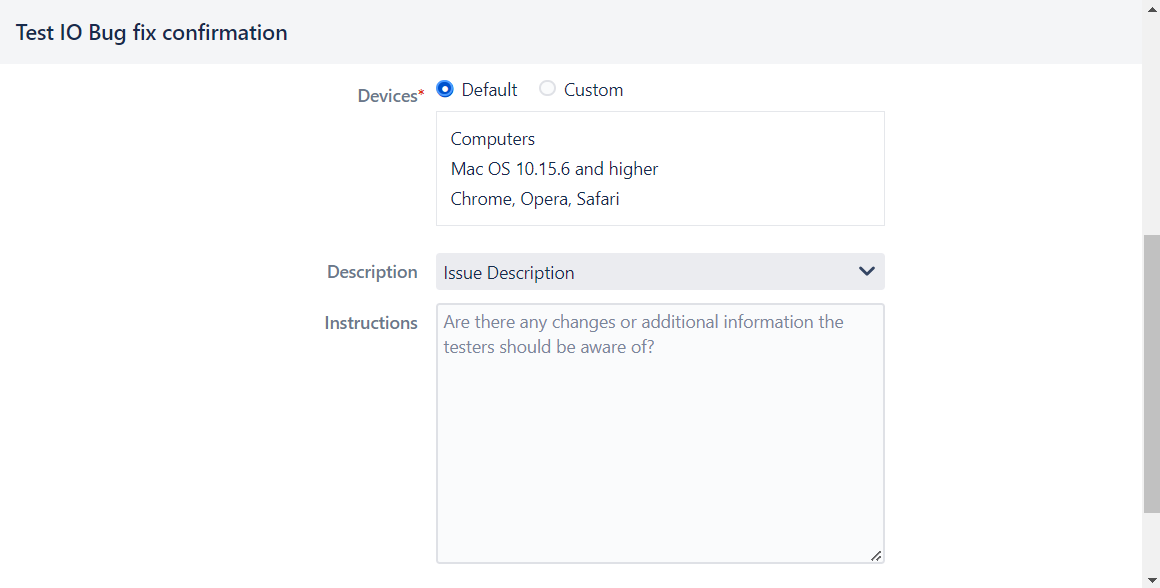 Test IO Bug fix confirmation
Devices* Default Custom
Computers
Mac OS 10.15.6 and higher
Chrome, Opera, Safari
Description Issue Description
Instructions Are there any changes or additional information the
testers should be aware of?